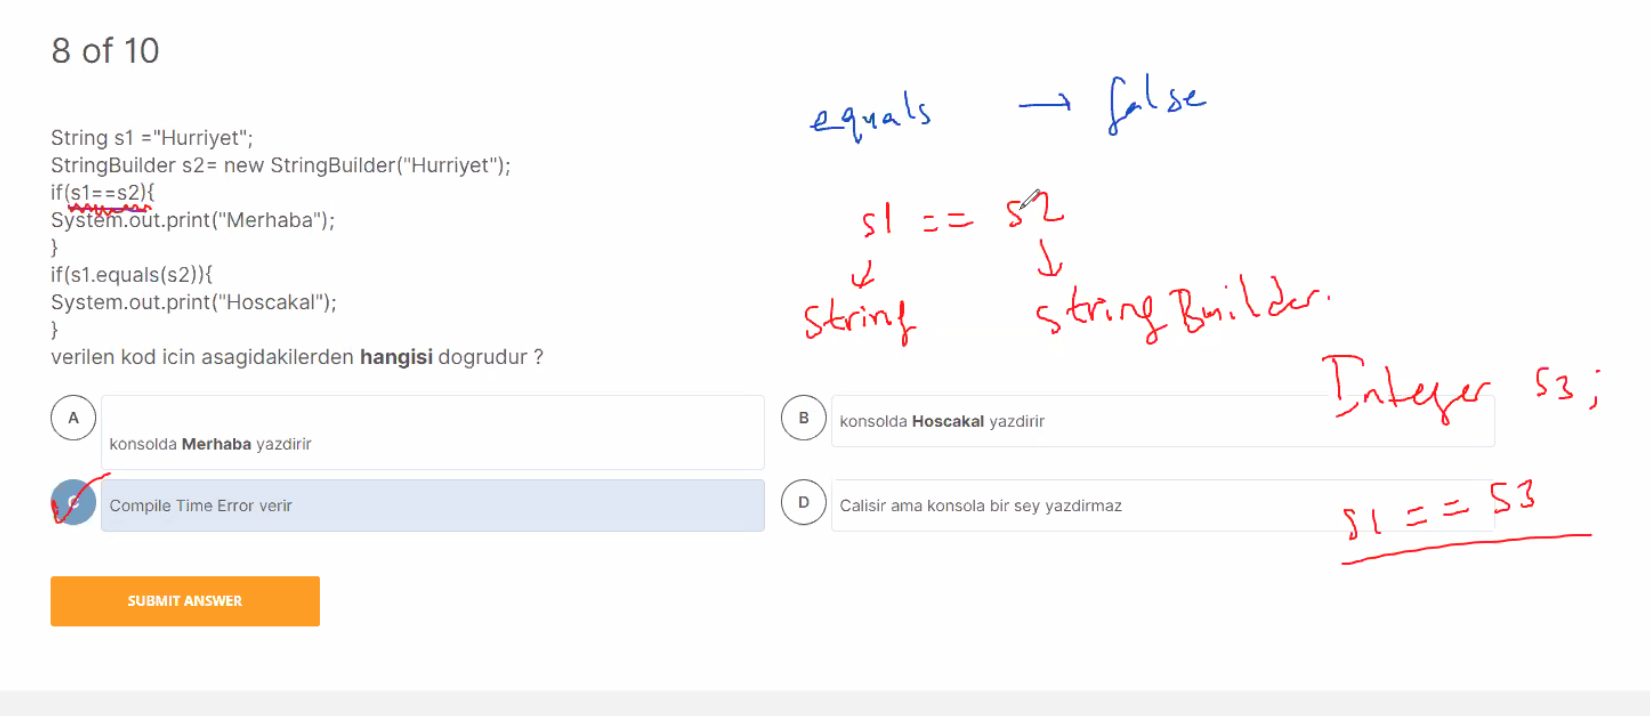 8 of 10
equals → false
String s1 ="Hurriyet";
StringBuilder s2= new StringBuilder("Hurriyet");
if(s1==s2){
System.out.print("Merhaba");
}
if(s1.equals(s2)){
System.out.print("Hoscakal");
}
verilen kod icin asagidakilerden hangisi dogrudur ?
s1 == s2
↓ ↓
String StringBuilder.
Integer s3;
s1 == s3
A
konsolda Merhaba yazdirir
B
konsolda Hoscakal yazdirir
C
Compile Time Error verir
D
Calisir ama konsola bir sey yazdirmaz
SUBMIT ANSWER